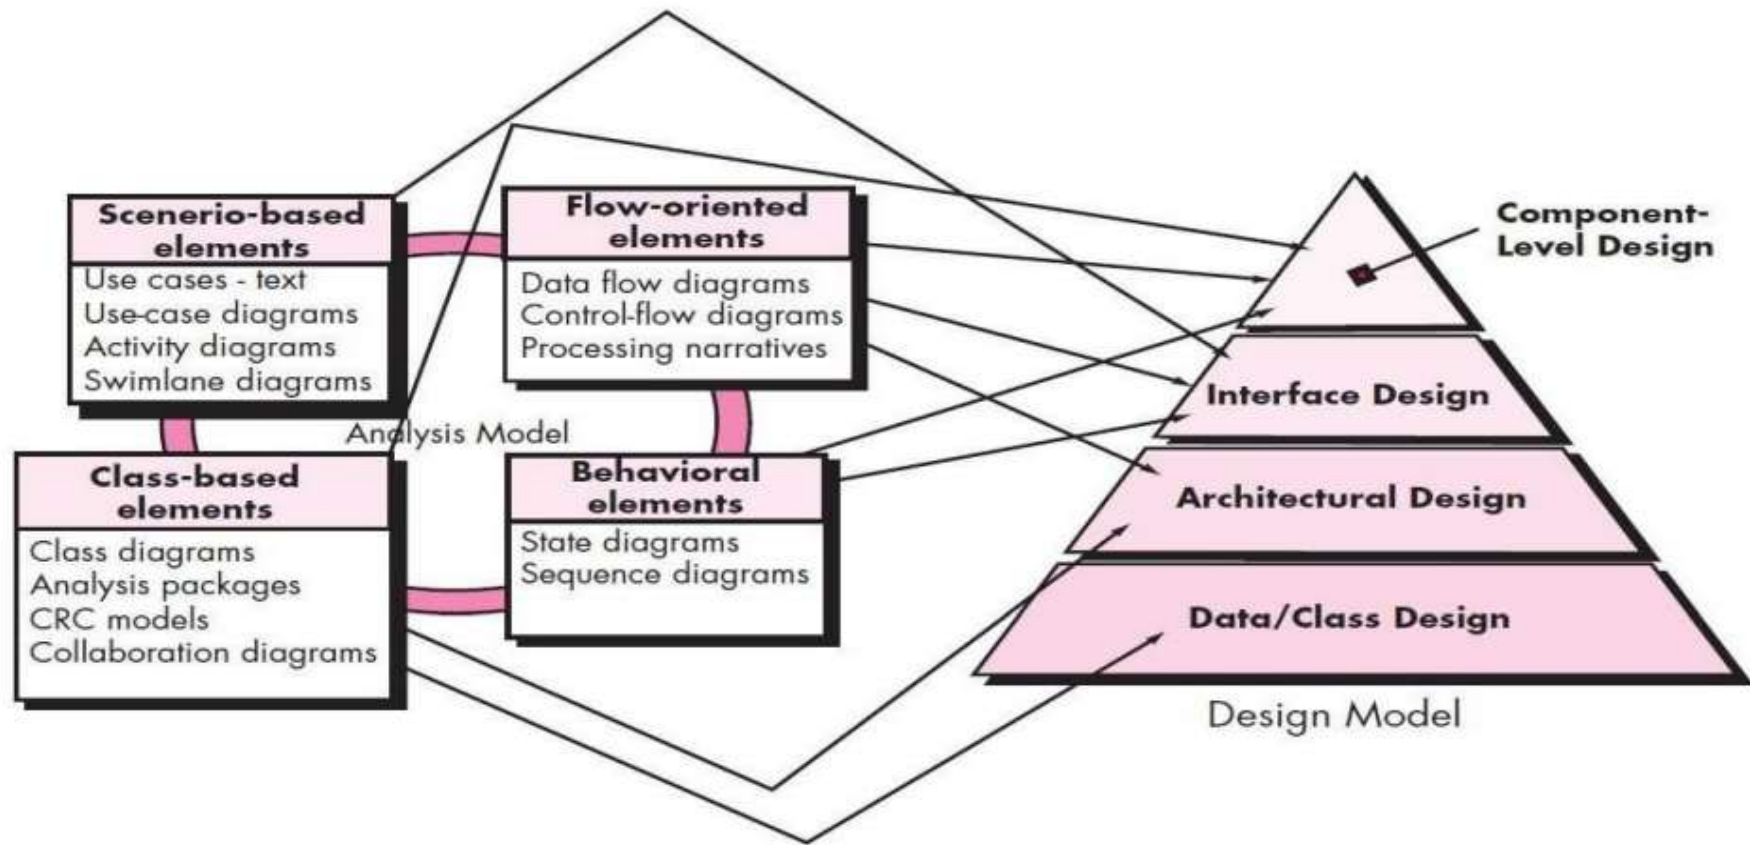 Scenerio-based
elements
Use cases - text
Use-case diagrams
Activity diagrams
Swimlane diagrams
Flow-oriented
elements
Data flow diagrams
Control-flow diagrams
Processing narratives
Analysis Model
Class-based
elements
Class diagrams
Analysis packages
CRC models
Collaboration diagrams
Behavioral
elements
State diagrams
Sequence diagrams
Component-
Level Design
Interface Design
Architectural Design
Data/Class Design
Design Model